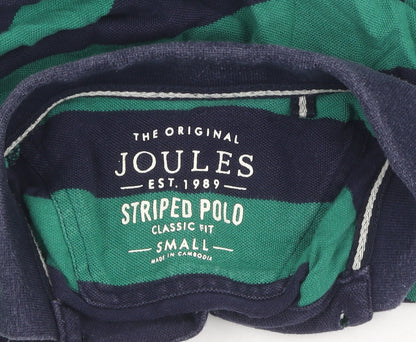 THE ORIGINAL
JOULES
EST. 1989
STRIPED POLO
CLASSIC FIT
SMALL
MADE IN CAMBODIA